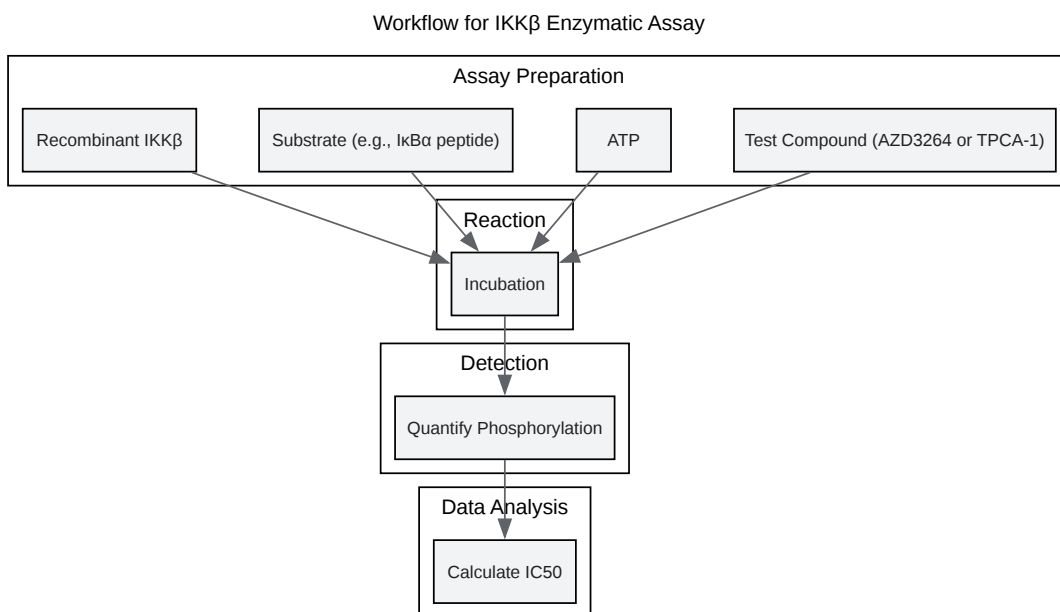 Workflow for IKKβ Enzymatic Assay
Assay Preparation
Recombinant IKKβ
Substrate (e.g., IκBα peptide)
ATP
Test Compound (AZD3264 or TPCA-1)
Reaction
Incubation
Detection
Quantify Phosphorylation
Data Analysis
Calculate IC50